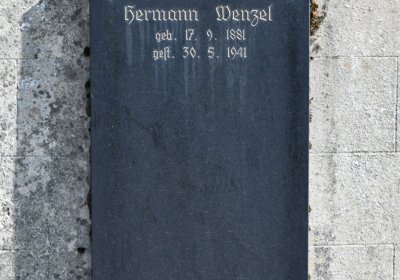 Hermann Wenzel
geb. 17. 9. 1881
gest. 30. 5. 1941